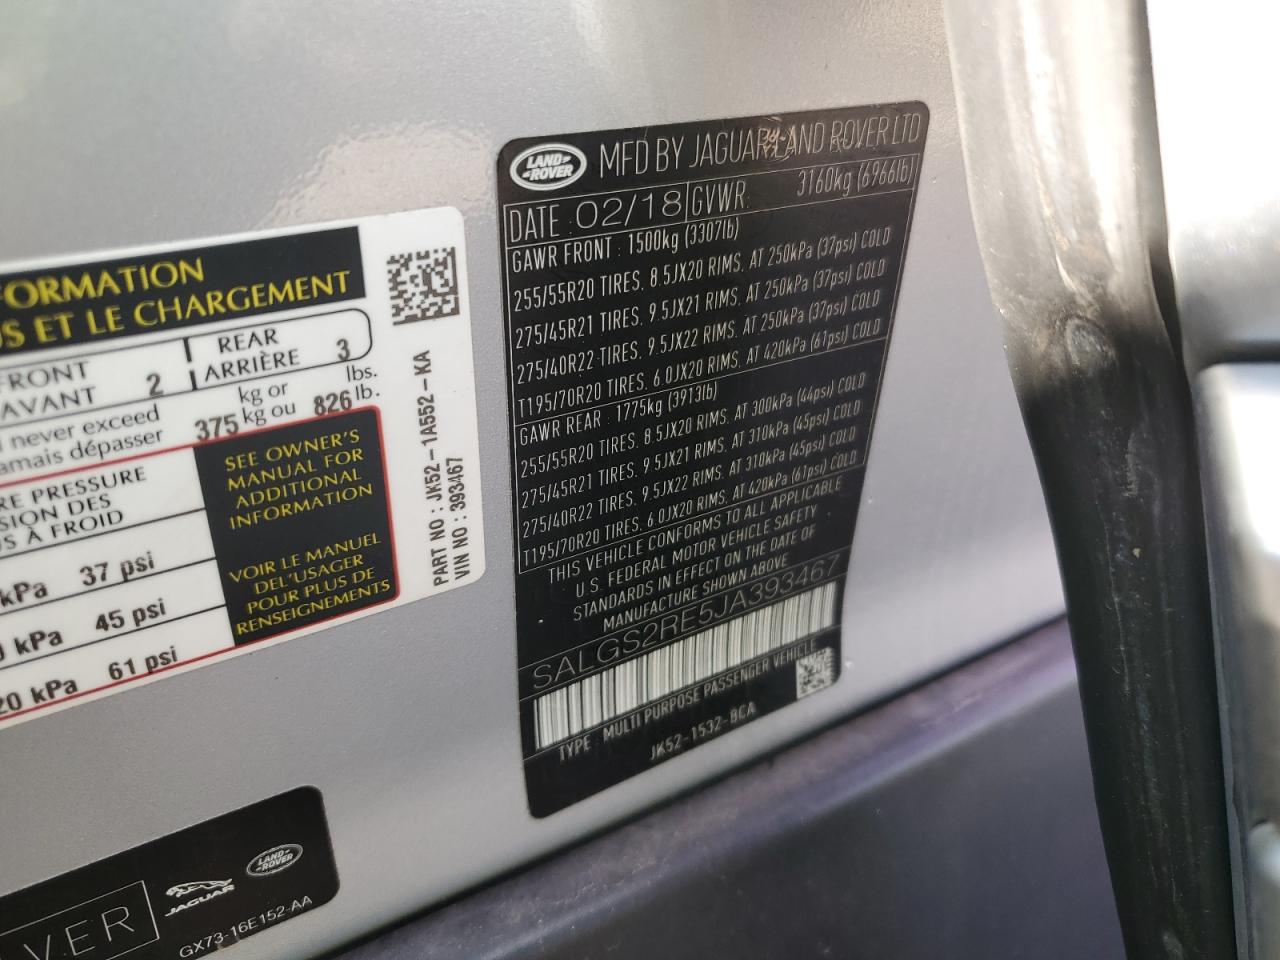 FORMATION
S ET LE CHARGEMENT
FRONT
AVANT 2
REAR
ARRIÈRE 3
never exceed
amais dépasser
375 kg or
kg ou 826 lbs.
lb.
RE PRESSURE
SION DES
S À FROID
kPa 37 psi
0 kPa 45 psi
20 kPa 61 psi
SEE OWNER'S
MANUAL FOR
ADDITIONAL
INFORMATION
VOIR LE MANUEL
DEL'USAGER
POUR PLUS DE
RENSEIGNEMENTS
PART NO : JK52-1A552-KA
VIN NO : 393467
LAND-
-ROVER
MFD BY JAGUAR LAND ROVER LTD
DATE 02/18 GVWR 3160kg (6966lb)
GAWR FRONT : 1500kg (3307lb)
255/55R20 TIRES. 8.5JX20 RIMS. AT 250kPa (37psi) COLD
275/45R21 TIRES. 9.5JX21 RIMS. AT 250kPa (37psi) COLD
275/40R22 TIRES. 9.5JX22 RIMS. AT 250kPa (37psi) COLD
T195/70R20 TIRES. 6.0JX20 RIMS. AT 420kPa (61psi) COLD
GAWR REAR : 1775kg (3913lb)
255/55R20 TIRES. 8.5JX20 RIMS. AT 300kPa (44psi) COLD
275/45R21 TIRES. 9.5JX21 RIMS. AT 310kPa (45psi) COLD
275/40R22 TIRES. 9.5JX22 RIMS. AT 310kPa (45psi) COLD
T195/70R20 TIRES. 6.0JX20 RIMS. AT 420kPa (61psi) COLD
THIS VEHICLE CONFORMS TO ALL APPLICABLE
U.S. FEDERAL MOTOR VEHICLE SAFETY
STANDARDS IN EFFECT ON THE DATE OF
MANUFACTURE SHOWN ABOVE
SALGS2RE5JA393467
TYPE MULTI PURPOSE PASSENGER VEHICLE
JK52-1532-BCA
VER
JAGUAR
LAND-
-ROVER
GX73-16E152-AA